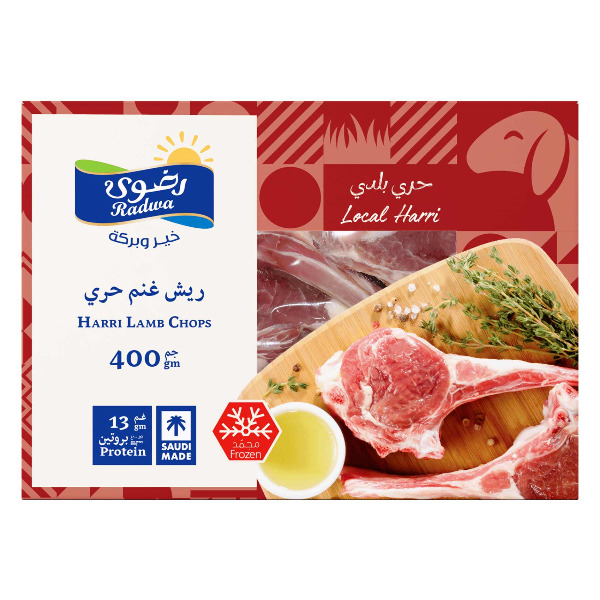 رضوى
Radwa
خير وبركة
ريش غنم حري
HARRI LAMB CHOPS
400 جم gm
13 غم gm
بروتين
Protein
SAUDI
MADE
مجمّد
Frozen
حري بلدي
Local Harri